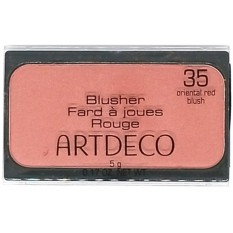 35
oriental red
blush
Blusher
Fard à joues
Rouge
ARTDECO
5 g